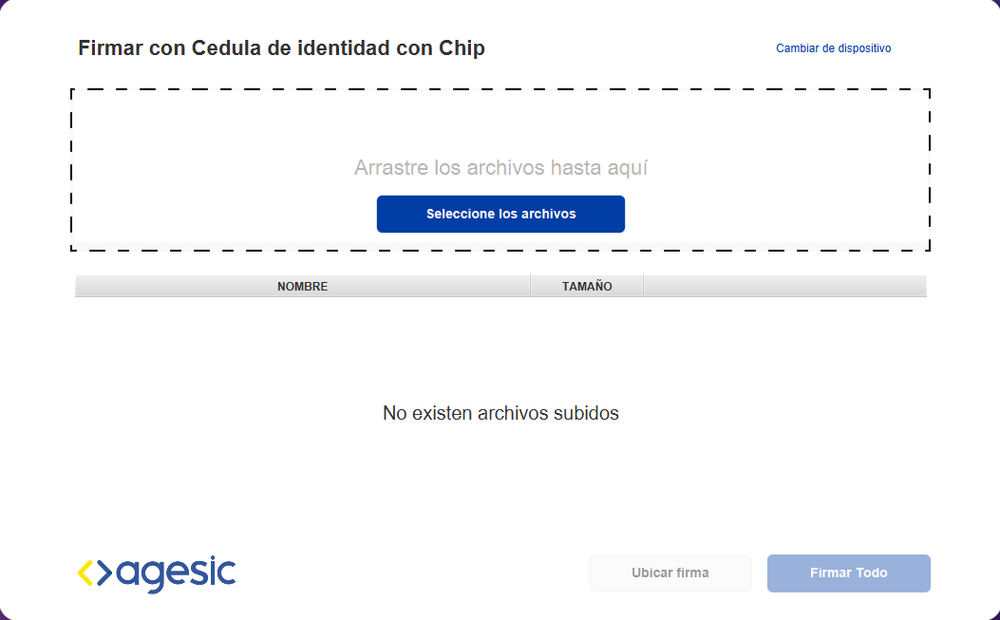 Firmar con Cedula de identidad con Chip
Cambiar de dispositivo
Arrastre los archivos hasta aquí
Seleccione los archivos
NOMBRE TAMAÑO
No existen archivos subidos
agesic
Ubicar firma
Firmar Todo